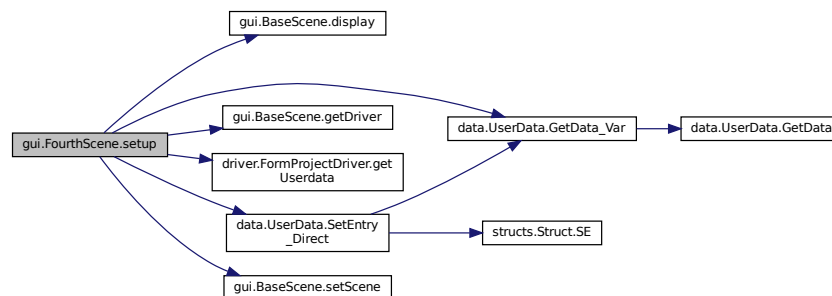 gui.BaseScene.display
gui.BaseScene.getDriver
data.UserData.GetData_Var
data.UserData.GetData
gui.FourthScene.setup
driver.FormProjectDriver.get
Userdata
data.UserData.SetEntry
_Direct
structs.Struct.SE
gui.BaseScene.setScene